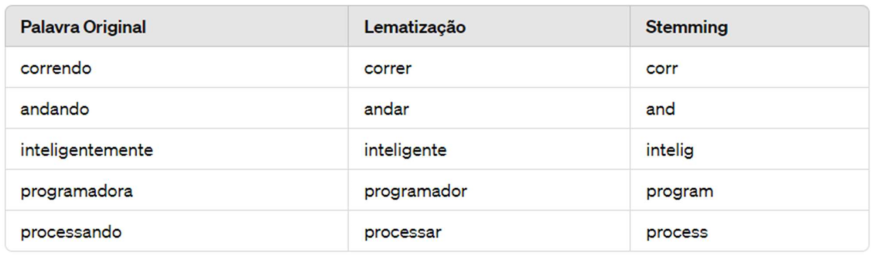 Palavra Original Lematização Stemming
correndo correr corr
andando andar and
inteligentemente inteligente intelig
programadora programador program
processando processar process